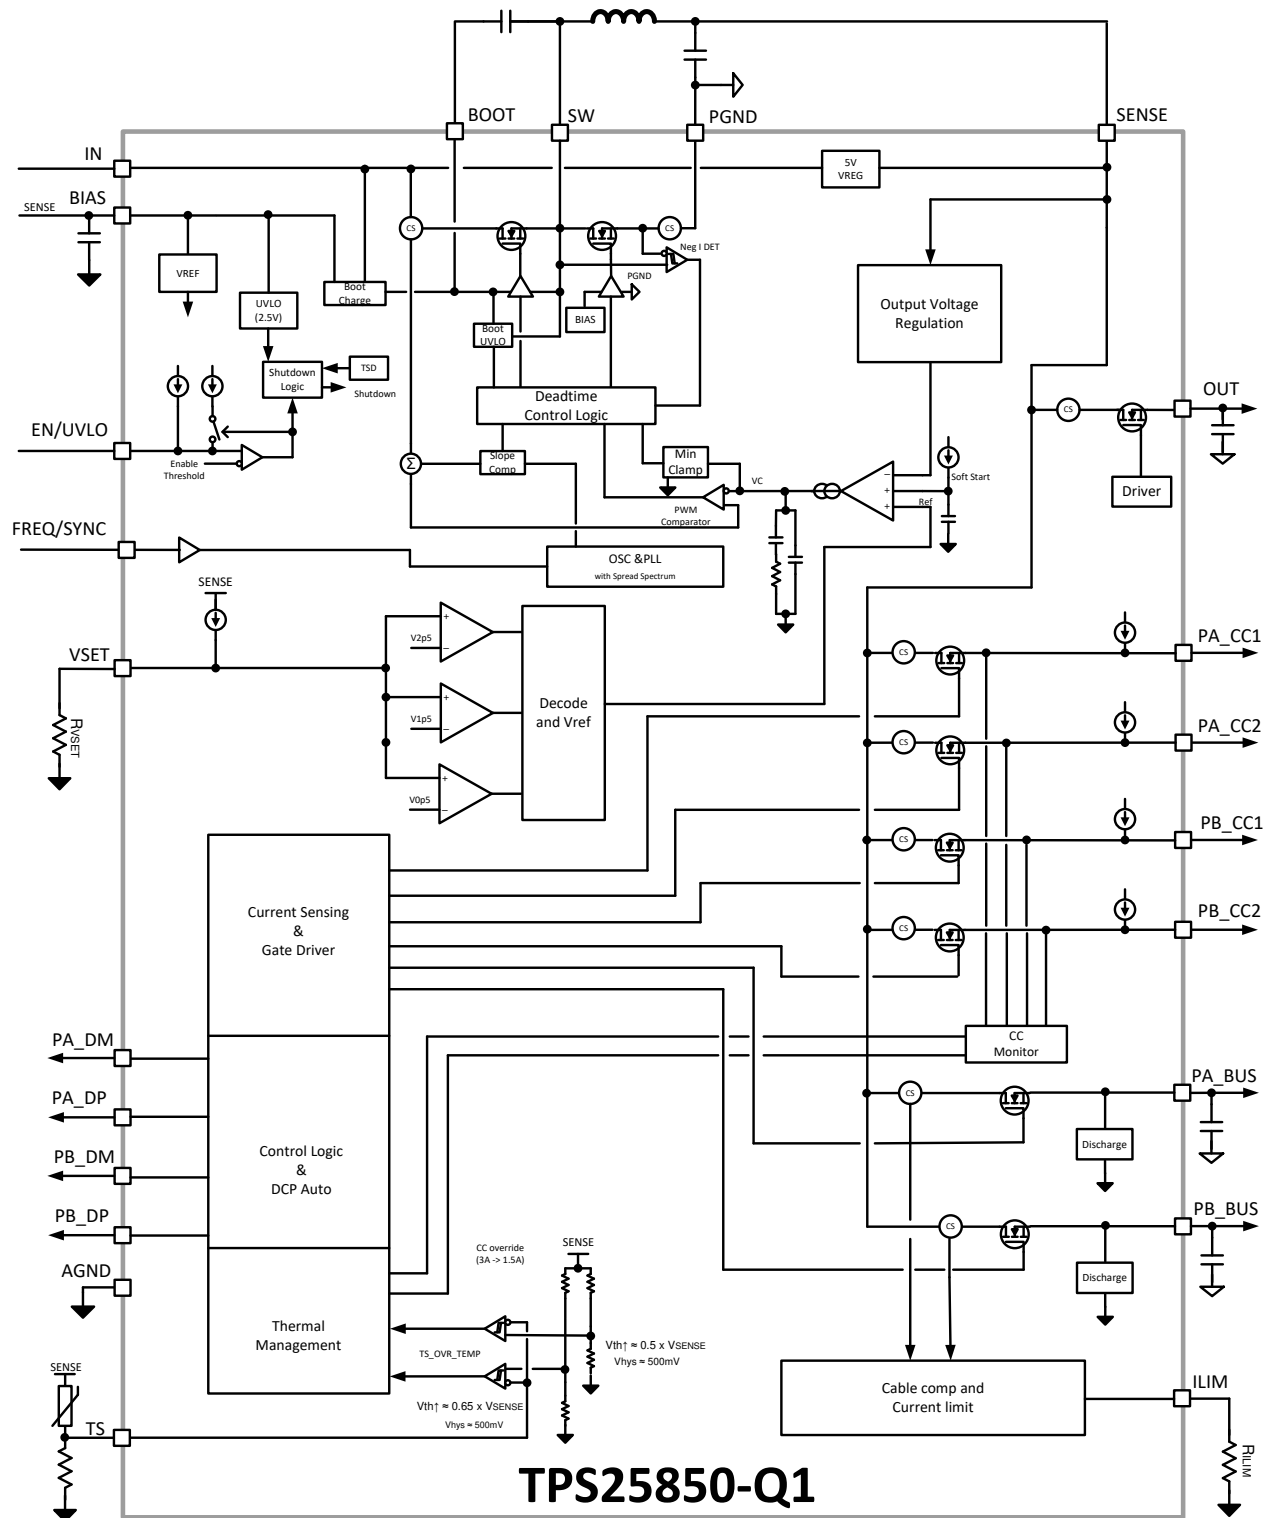 BOOT
SW
PGND
SENSE
IN
5V
VREG
BIAS
SENSE
CS
CS
Neg I DET
VREF
UVLO
(2.5V)
Boot
Charge
PGND
BIAS
Boot
UVLO
Output Voltage
Regulation
Shutdown
Logic
TSD
Shutdown
Deadtime
Control Logic
OUT
CS
EN/UVLO
Enable
Threshold
Σ
Slope
Comp
Min
Clamp
VC
PWM
Comparator
Soft Start
Ref
−
+
+
Driver
FREQ/SYNC
OSC &PLL
with Spread Spectrum
SENSE
VSET
RVSET
+
V2p5
−
+
V1p5
−
+
V0p5
−
Decode
and Vref
CS
PA_CC1
CS
PA_CC2
CS
PB_CC1
CS
PB_CC2
Current Sensing
&
Gate Driver
CC
Monitor
PA_DM
PA_DP
PB_DM
PB_DP
AGND
Control Logic
&
DCP Auto
CS
PA_BUS
Discharge
CS
PB_BUS
Discharge
CC override
(3A -> 1.5A)
SENSE
Thermal
Management
TS_OVR_TEMP
Vth↑ ≈ 0.5 x VSENSE
Vhys ≈ 500mV
Vth↑ ≈ 0.65 x VSENSE
Vhys ≈ 500mV
SENSE
TS
Cable comp and
Current limit
ILIM
RILIM
TPS25850-Q1